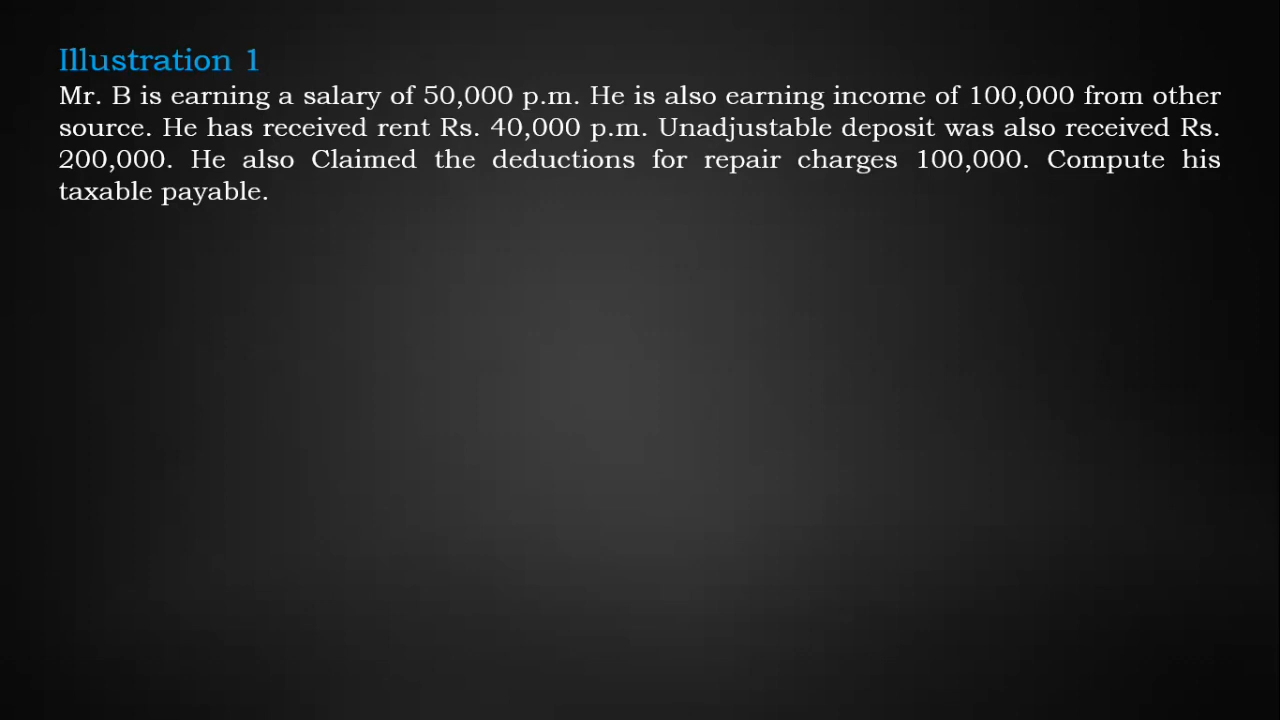 Illustration 1
Mr. B is earning a salary of 50,000 p.m. He is also earning income of 100,000 from other
source. He has received rent Rs. 40,000 p.m. Unadjustable deposit was also received Rs.
200,000. He also Claimed the deductions for repair charges 100,000. Compute his
taxable payable.